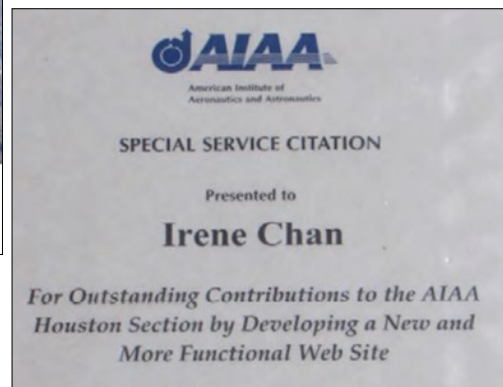 AIAA
American Institute of
Aeronautics and Astronautics
SPECIAL SERVICE CITATION
Presented to
Irene Chan
For Outstanding Contributions to the AIAA
Houston Section by Developing a New and
More Functional Web Site